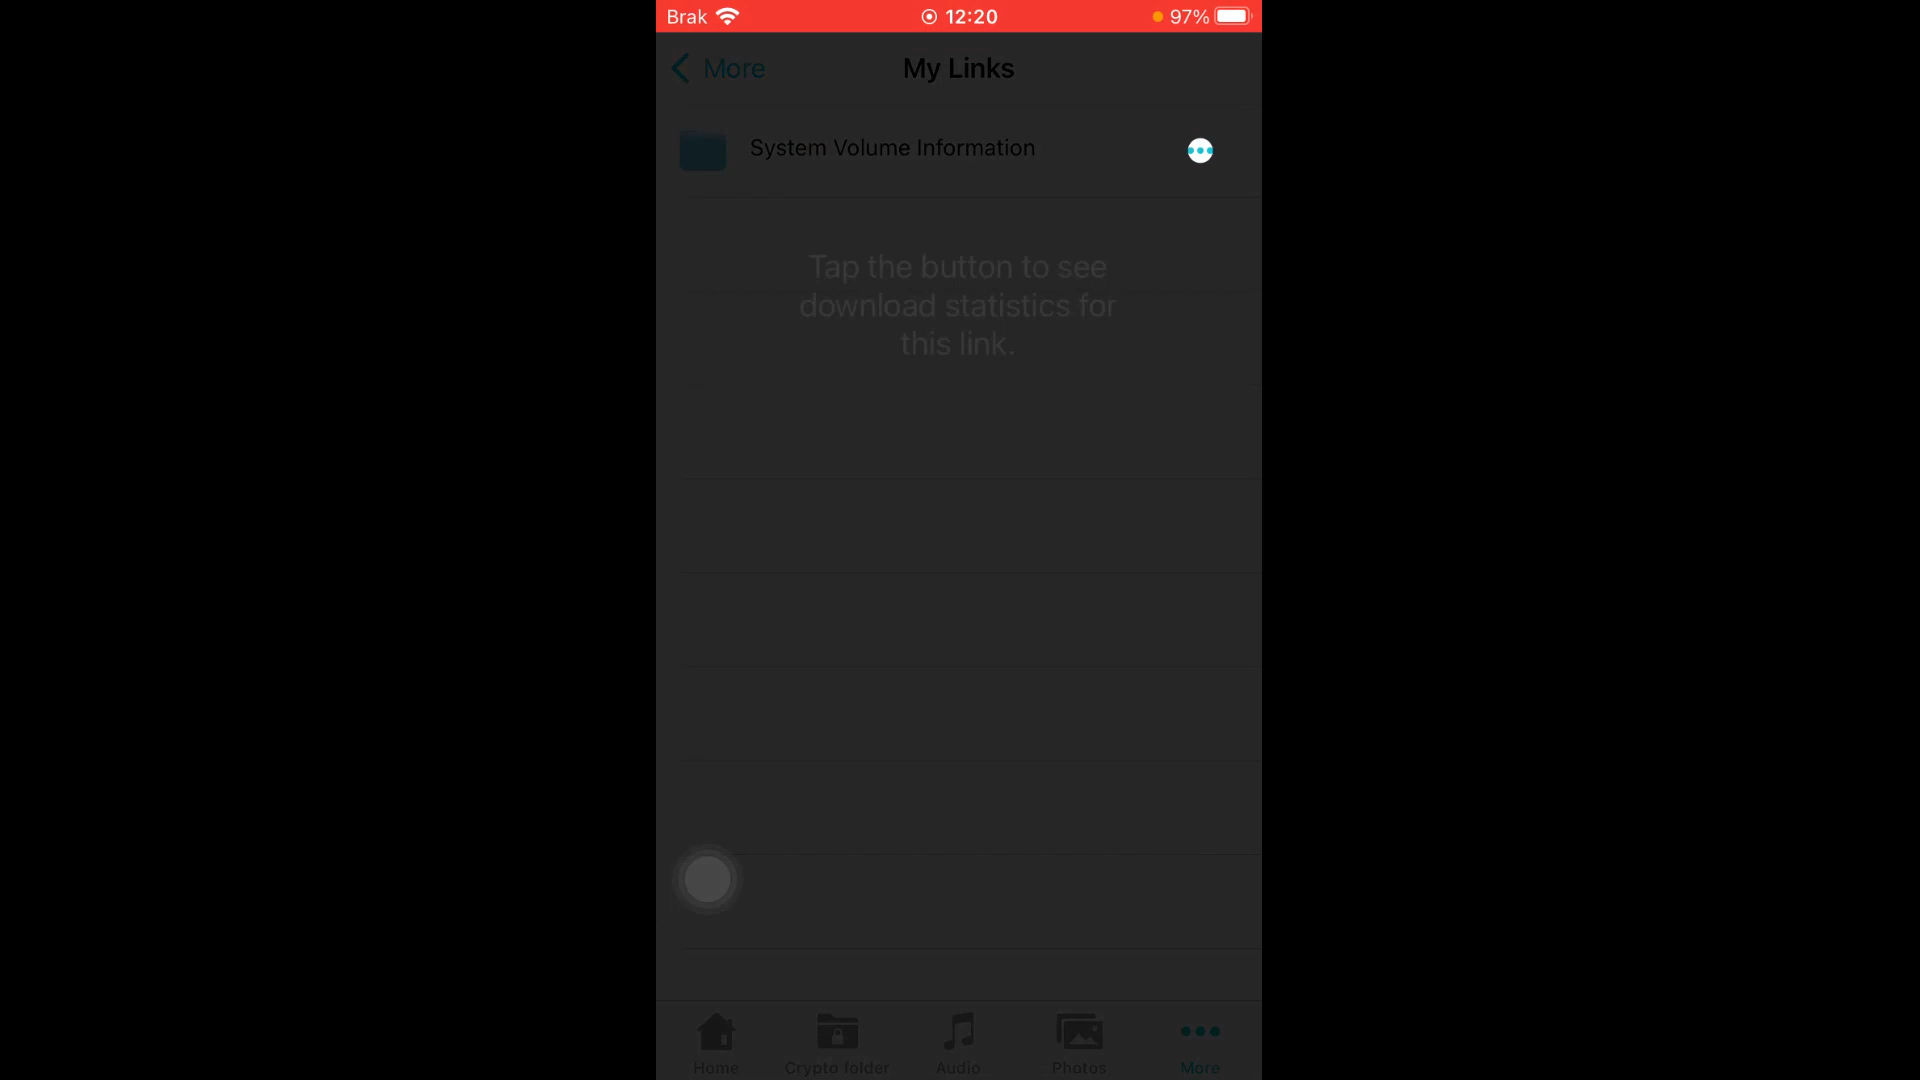 Brak 12:20 97%
More My Links
System Volume Information
Tap the button to see
download statistics for
this link.
Home Crypto folder Audio Photos More